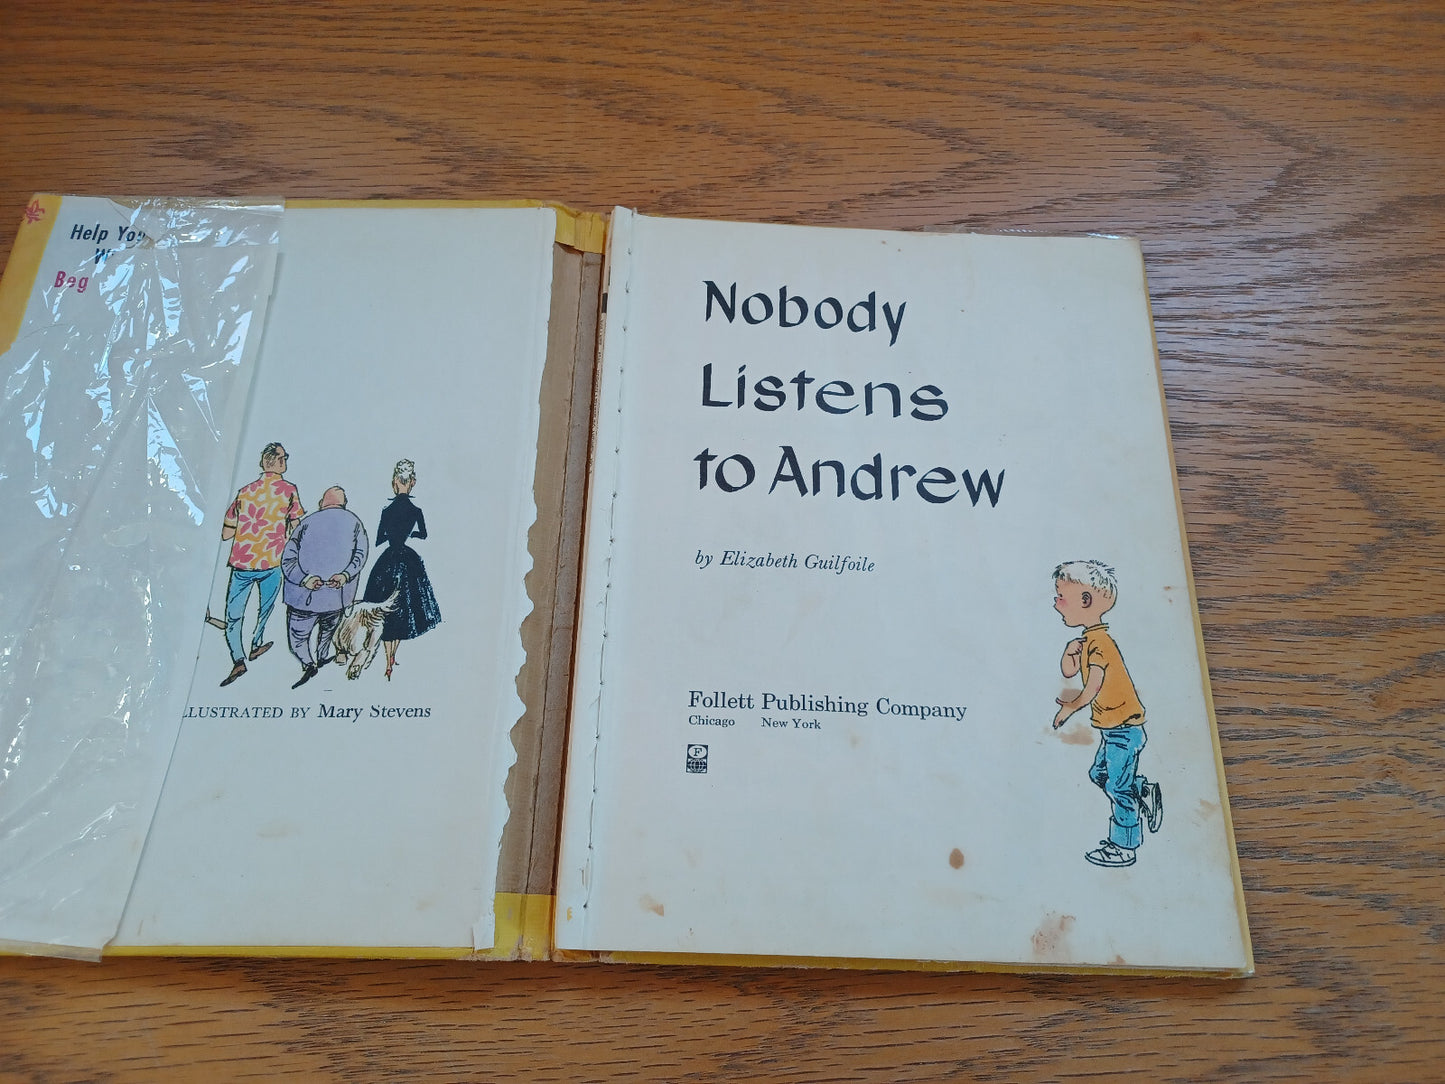 Help You
Beg
ILLUSTRATED BY Mary Stevens
Nobody
Listens
to Andrew
by Elizabeth Guilfoile
Follett Publishing Company
Chicago New York
F